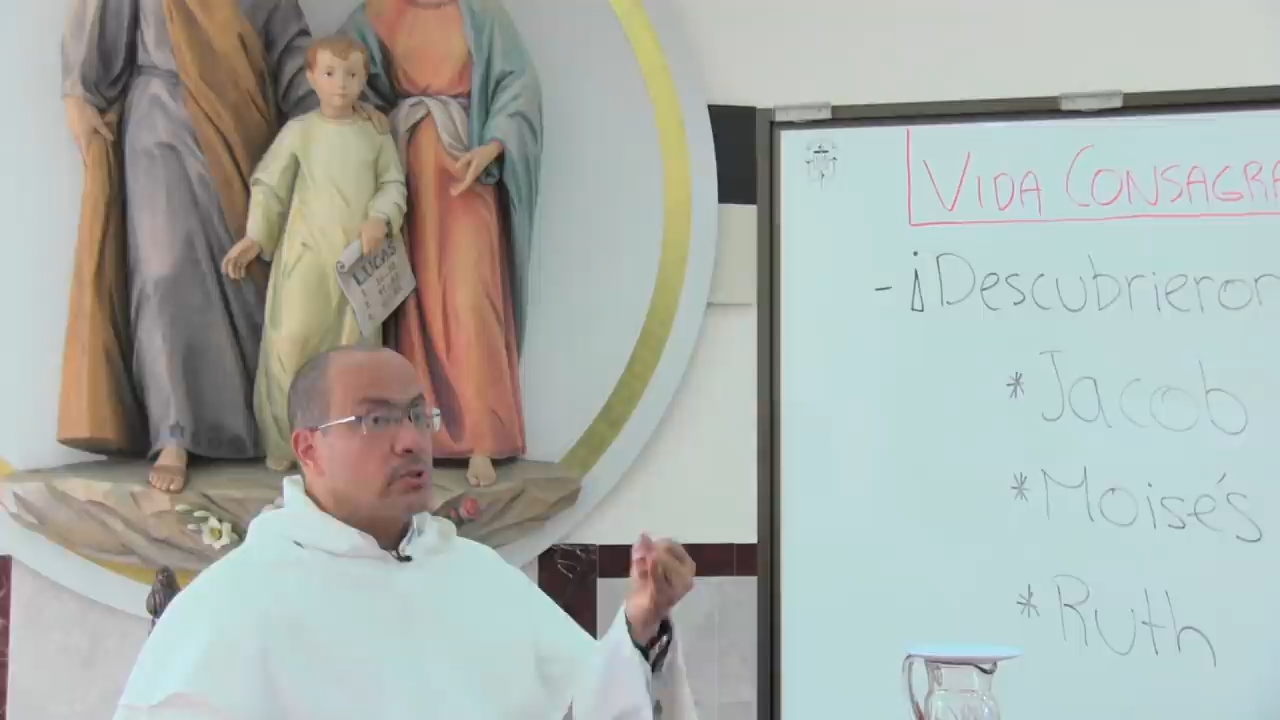 LUCAS
VIDA CONSAGRA
- ¡Descubrieron
* Jacob
* Moisés
* Ruth